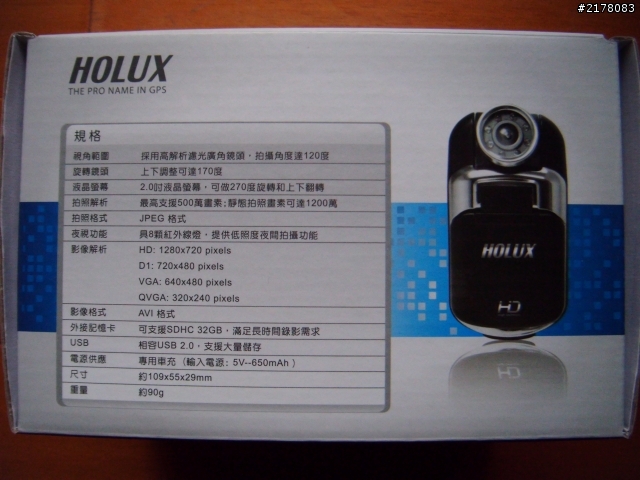 #2178083
HOLUX
THE PRO NAME IN GPS
規格
視角範圍 採用高解析濾光廣角鏡頭，拍攝角度達120度
旋轉鏡頭 上下調整可達170度
液晶螢幕 2.0吋液晶螢幕，可做270度旋轉和上下翻轉
拍照解析 最高支援500萬畫素;靜態拍照畫素可達1200萬
拍照格式 JPEG 格式
夜視功能 具8顆紅外線燈，提供低照度夜間拍攝功能
影像解析 HD: 1280x720 pixels
D1: 720x480 pixels
VGA: 640x480 pixels
QVGA: 320x240 pixels
影像格式 AVI 格式
外接記憶卡 可支援SDHC 32GB，滿足長時間錄影需求
USB 相容USB 2.0，支援大量儲存
電源供應 專用車充（輸入電源: 5V--650mAh）
尺寸 約109x55x29mm
重量 約90g
HOLUX
HD